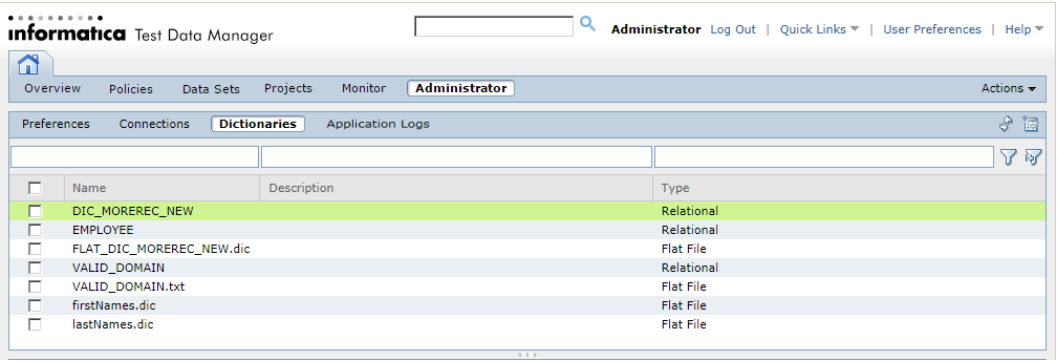 informatica Test Data Manager Administrator Log Out | Quick Links | User Preferences | Help
Overview Policies Data Sets Projects Monitor Administrator Actions
Preferences Connections Dictionaries Application Logs
Name Description Type
DIC_MOREREC_NEW Relational
EMPLOYEE Relational
FLAT_DIC_MOREREC_NEW.dic Flat File
VALID_DOMAIN Relational
VALID_DOMAIN.txt Flat File
firstNames.dic Flat File
lastNames.dic Flat File